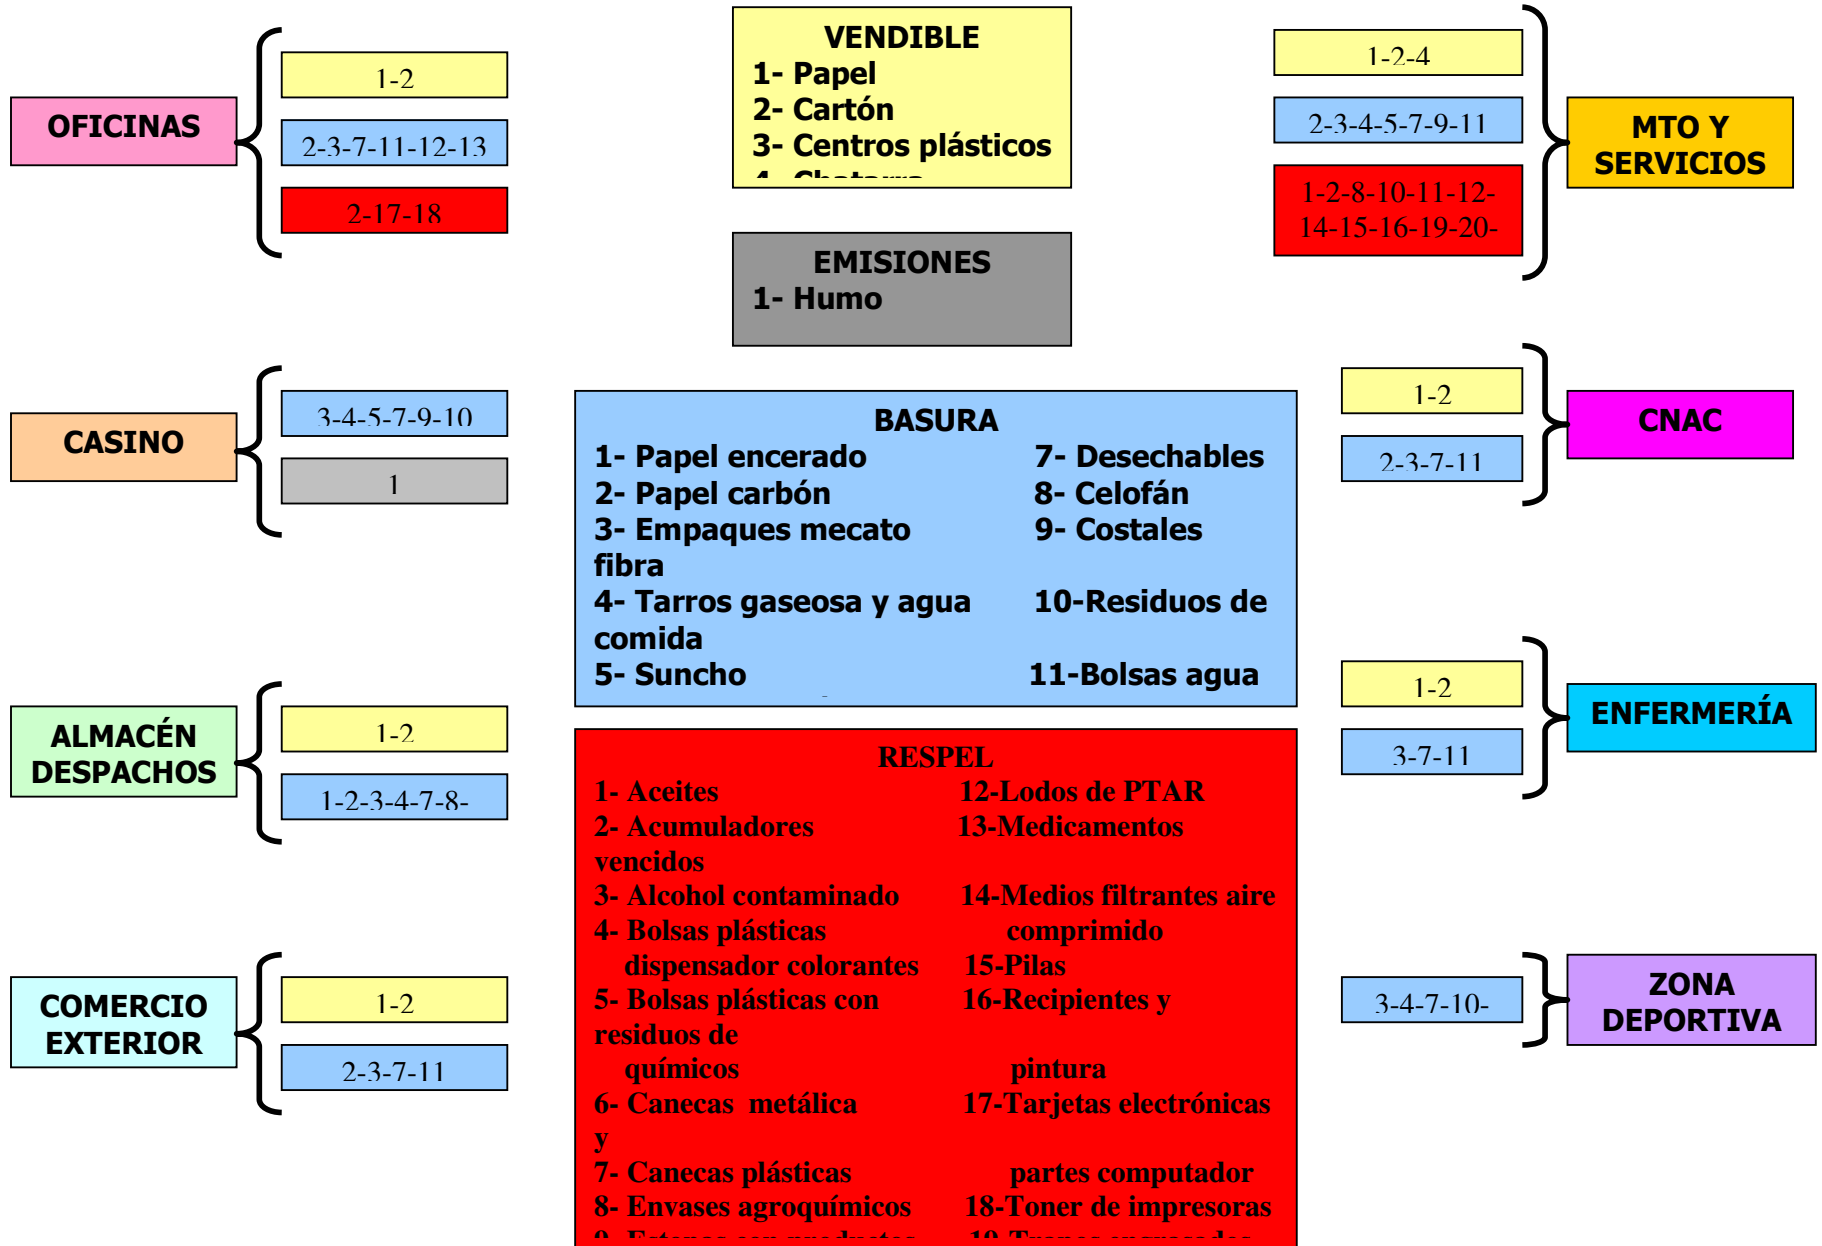 OFICINAS
1-2
2-3-7-11-12-13
2-17-18
CASINO
3-4-5-7-9-10
1
ALMACÉN
DESPACHOS
1-2
1-2-3-4-7-8-
COMERCIO
EXTERIOR
1-2
2-3-7-11
VENDIBLE
1- Papel
2- Cartón
3- Centros plásticos
4- Chatarra
EMISIONES
1- Humo
BASURA
1- Papel encerado 7- Desechables
2- Papel carbón 8- Celofán
3- Empaques mecato 9- Costales
fibra
4- Tarros gaseosa y agua 10-Residuos de
comida
5- Suncho 11-Bolsas agua
RESPEL
1- Aceites 12-Lodos de PTAR
2- Acumuladores 13-Medicamentos
vencidos
3- Alcohol contaminado 14-Medios filtrantes aire
4- Bolsas plásticas comprimido
dispensador colorantes 15-Pilas
5- Bolsas plásticas con 16-Recipientes y
residuos de
químicos pintura
6- Canecas metálica 17-Tarjetas electrónicas
y
7- Canecas plásticas partes computador
8- Envases agroquímicos 18-Toner de impresoras
9- Estopas con productos 19-Trapos engrasados
1-2-4
2-3-4-5-7-9-11
1-2-8-10-11-12-
14-15-16-19-20-
MTO Y
SERVICIOS
1-2
2-3-7-11
CNAC
1-2
3-7-11
ENFERMERÍA
3-4-7-10-
ZONA
DEPORTIVA